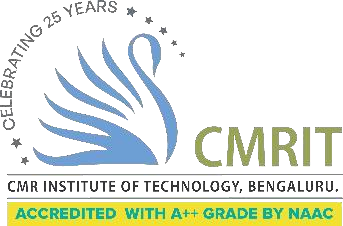 CELEBRATING 25 YEARS
CMRIT
CMR INSTITUTE OF TECHNOLOGY, BENGALURU.
ACCREDITED WITH A++ GRADE BY NAAC